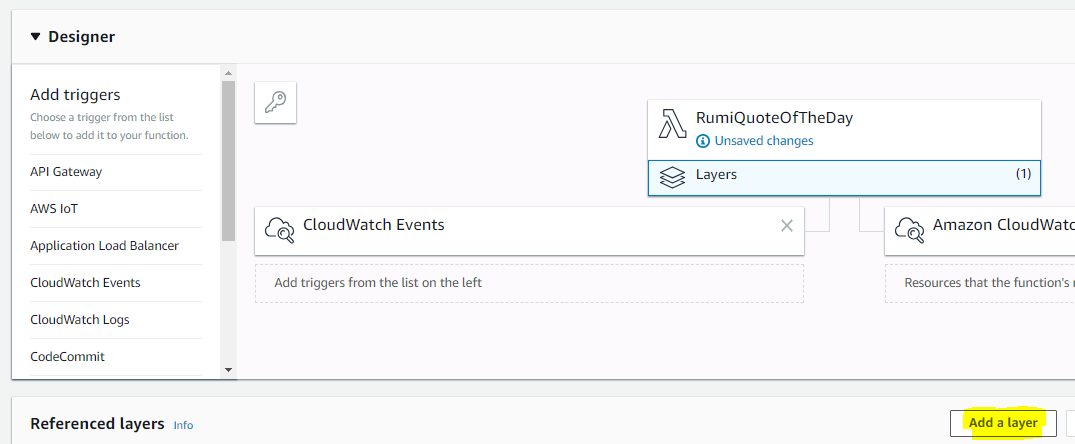 Designer
Add triggers
Choose a trigger from the list
below to add it to your function.
API Gateway
AWS IoT
Application Load Balancer
CloudWatch Events
CloudWatch Logs
CodeCommit
RumiQuoteOfTheDay
Unsaved changes
Layers (1)
CloudWatch Events
Add triggers from the list on the left
Amazon CloudWatc
Resources that the function's
Referenced layers Info
Add a layer